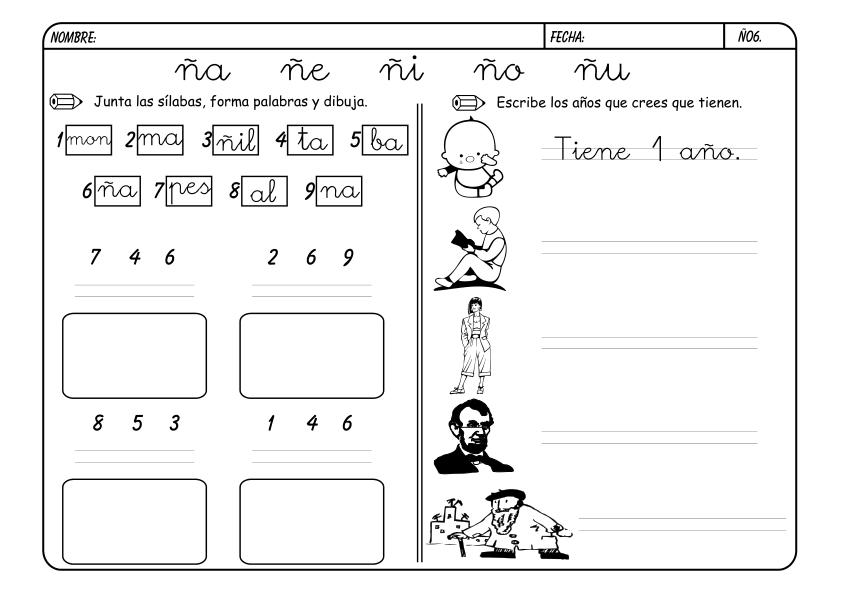 NOMBRE: FECHA: Ñ06.
ña ñe ñi ño ñu
Junta las sílabas, forma palabras y dibuja.
1 mon 2 ma 3 ñil 4 ta 5 ba
6 ña 7 pes 8 al 9 na
7 4 6 2 6 9
8 5 3 1 4 6
Escribe los años que crees que tienen.
Tiene 1 año.